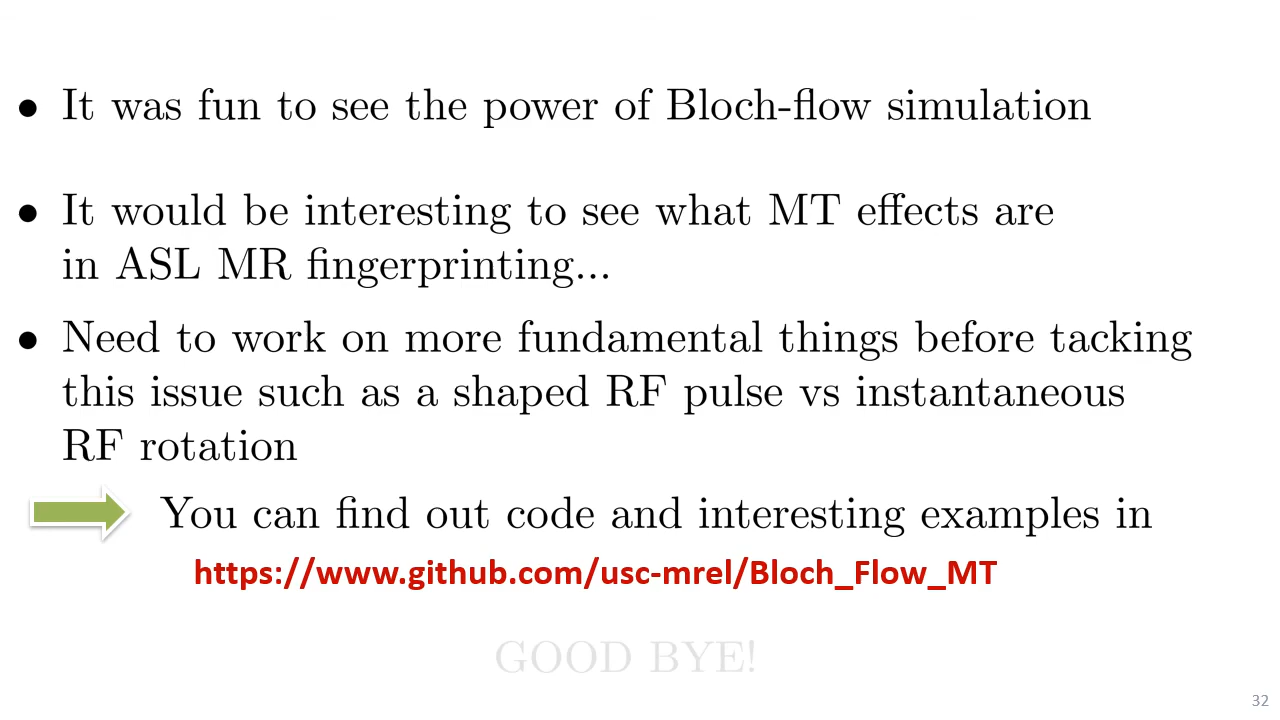 • It was fun to see the power of Bloch-flow simulation
• It would be interesting to see what MT effects are
in ASL MR fingerprinting...
• Need to work on more fundamental things before tacking
this issue such as a shaped RF pulse vs instantaneous
RF rotation
You can find out code and interesting examples in
https://www.github.com/usc-mrel/Bloch_Flow_MT
GOOD BYE!
32